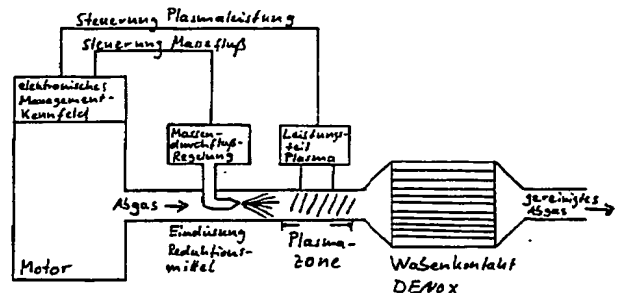 Steuerung Plasmaleistung
Steuerung Massefluß
elektronisches
Management-
Kennfeld
Massen-
durchfluß-
Regelung
Leistungs-
teil
Plasma
Abgas
gereinigtes
Abgas
Eindüsung
Reduktions-
mittel
Plasma-
zone
Motor
Wabenkontakt
DENOX